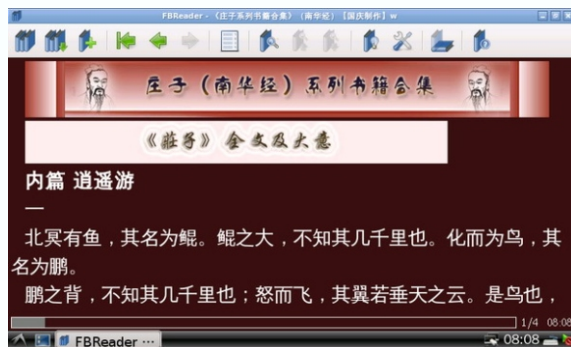 FBReader - 《庄子系列书籍合集》（南华经）【国庆制作】w
庄子（南华经）系列书籍合集
《莊子》全文及大意
内篇 逍遥游
一
北冥有鱼，其名为鲲。鲲之大，不知其几千里也。化而为鸟，其
名为鹏。
鹏之背，不知其几千里也；怒而飞，其翼若垂天之云。是鸟也，
1/4 08:08
FBReader ··· 08:08